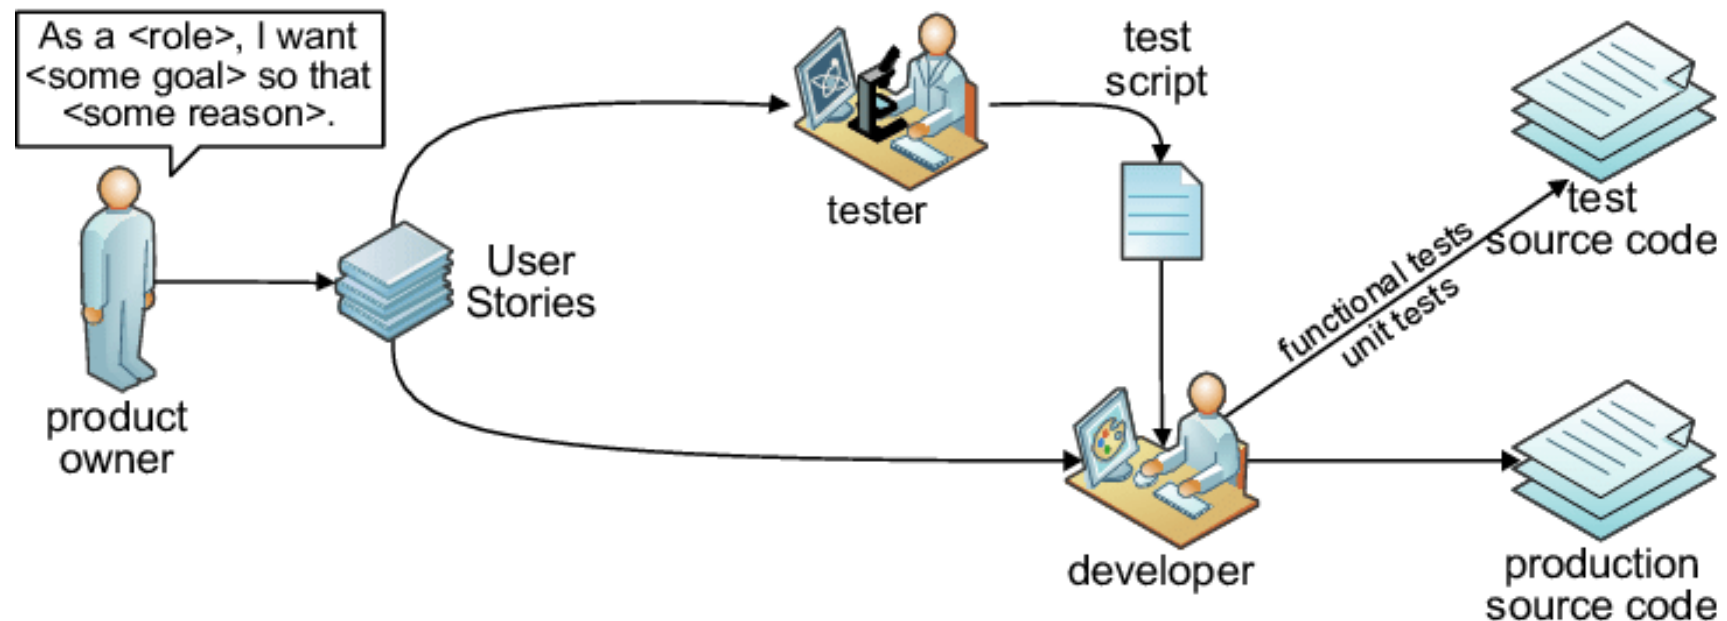 As a <role>, I want
<some goal> so that
<some reason>.
product
owner
User
Stories
tester
test
script
developer
functional tests
unit tests
test
source code
production
source code